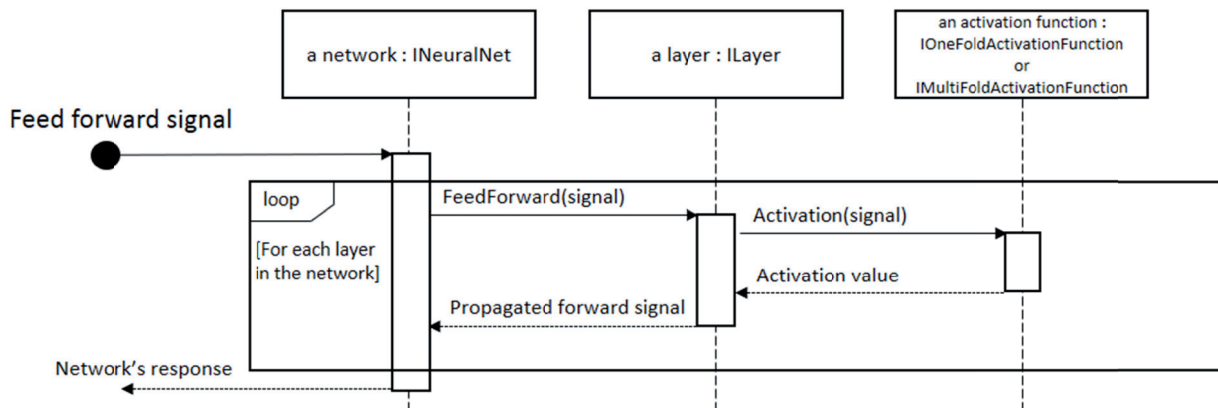 a network : INeuralNet
a layer : ILayer
an activation function :
IOneFoldActivationFunction
or
IMultiFoldActivationFunction
Feed forward signal
loop
[For each layer
in the network]
FeedForward(signal)
Activation(signal)
Activation value
Propagated forward signal
Network's response